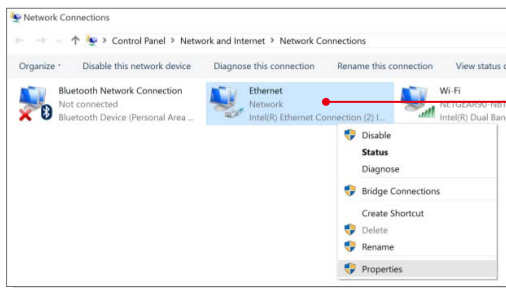 Network Connections
Control Panel > Network and Internet > Network Connections
Organize Disable this network device Diagnose this connection Rename this connection View status
Bluetooth Network Connection Ethernet Wi-Fi
Not connected Network
Bluetooth Device (Personal Area ... Intel(R) Ethernet Connection (2) I... Intel(R) Dual Ban
Disable
Status
Diagnose
Bridge Connections
Create Shortcut
Delete
Rename
Properties